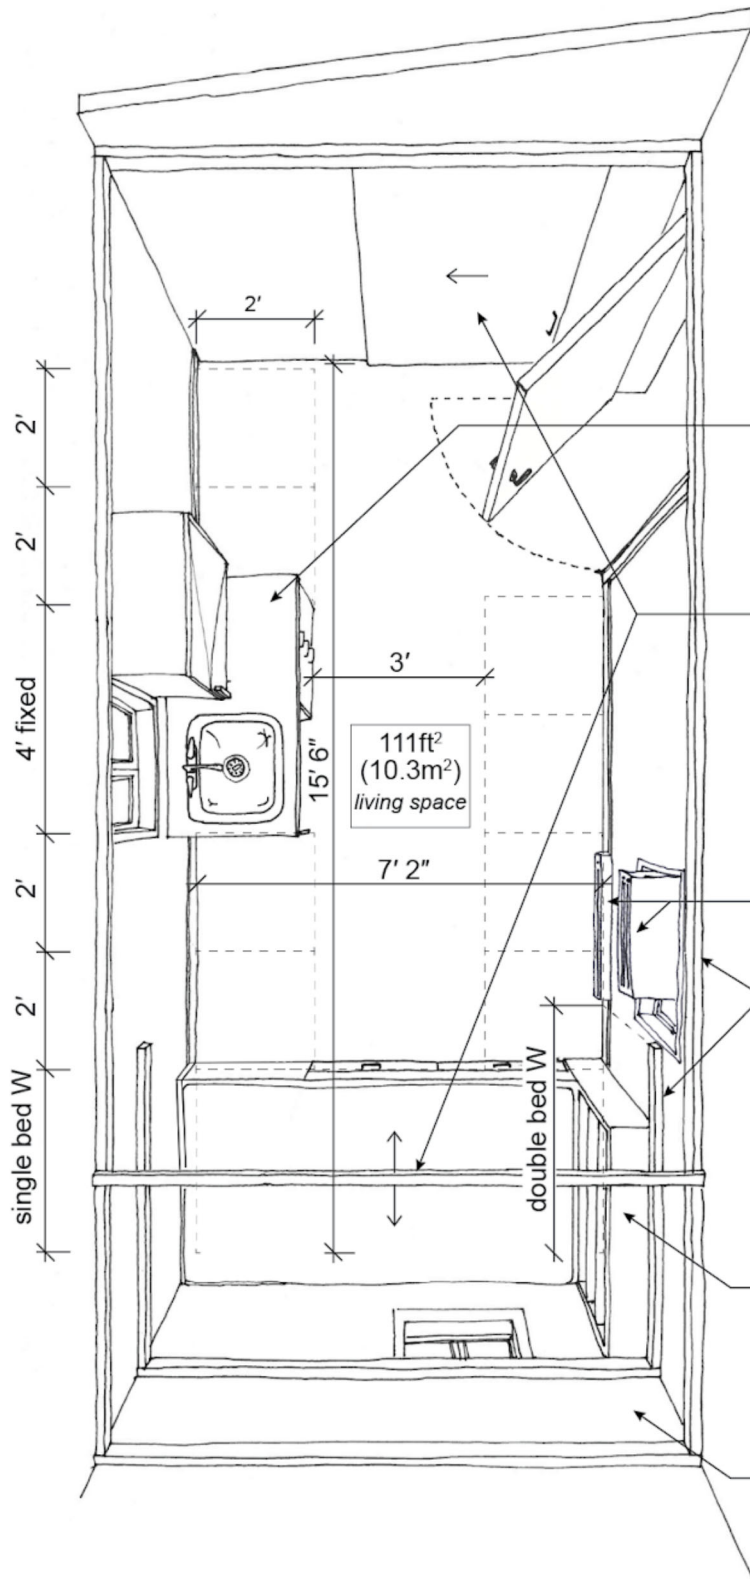 2′
2′
2′
4′ fixed
3′
15′ 6″
111ft²
(10.3m²)
living space
7′ 2″
2′
2′
single bed W
double bed W